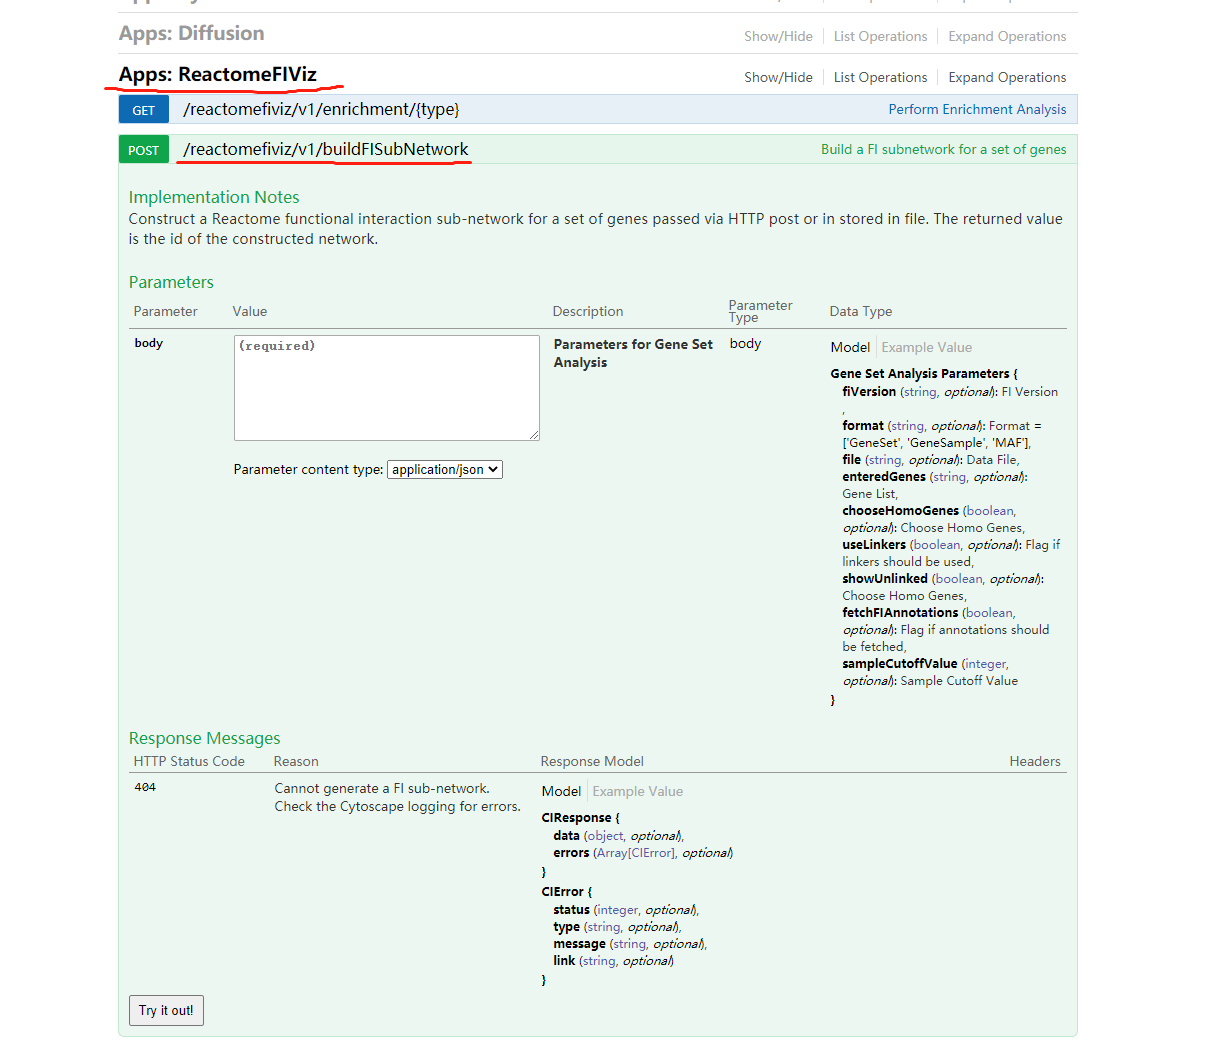 Apps: Diffusion Show/Hide List Operations Expand Operations
Apps: ReactomeFIViz Show/Hide List Operations Expand Operations
GET /reactomefiviz/v1/enrichment/{type} Perform Enrichment Analysis
POST /reactomefiviz/v1/buildFISubNetwork Build a FI subnetwork for a set of genes
Implementation Notes
Construct a Reactome functional interaction sub-network for a set of genes passed via HTTP post or in stored in file. The returned value
is the id of the constructed network.
Parameters
Parameter Value Description Parameter Type Data Type
body
(required)
Parameter content type: application/json
Parameters for Gene Set
Analysis
body
Model Example Value
Gene Set Analysis Parameters {
fiVersion (string, optional): FI Version
,
format (string, optional): Format =
['GeneSet', 'GeneSample', 'MAF'],
file (string, optional): Data File,
enteredGenes (string, optional):
Gene List,
chooseHomoGenes (boolean,
optional): Choose Homo Genes,
useLinkers (boolean, optional): Flag if
linkers should be used,
showUnlinked (boolean, optional):
Choose Homo Genes,
fetchFIAnnotations (boolean,
optional): Flag if annotations should
be fetched,
sampleCutoffValue (integer,
optional): Sample Cutoff Value
}
Response Messages
HTTP Status Code Reason Response Model Headers
404
Cannot generate a FI sub-network.
Check the Cytoscape logging for errors.
Model Example Value
CIResponse {
data (object, optional),
errors (Array[CIError], optional)
}
CIError {
status (integer, optional),
type (string, optional),
message (string, optional),
link (string, optional)
}
Try it out!